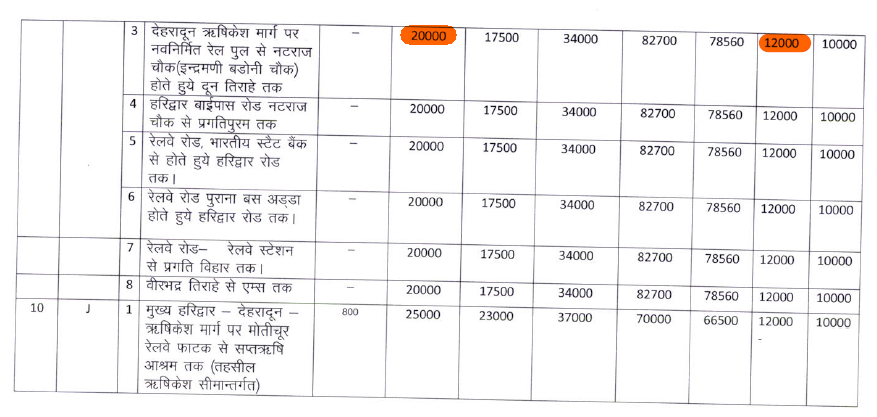 3 देहरादून ऋषिकेश मार्ग पर – 20000 17500 34000 82700 78560 12000 10000
नवनिर्मित रेल पुल से नटराज
चौक(इन्द्रमणी बडोनी चौक)
होते हुये दून तिराहे तक
4 हरिद्वार बाईपास रोड नटराज – 20000 17500 34000 82700 78560 12000 10000
चौक से प्रगतिपुरम तक
5 रेलवे रोड, भारतीय स्टैट बैंक – 20000 17500 34000 82700 78560 12000 10000
से होते हुये हरिद्वार रोड
तक।
6 रेलवे रोड पुराना बस अड्डा – 20000 17500 34000 82700 78560 12000 10000
होते हुये हरिद्वार रोड तक।
7 रेलवे रोड– रेलवे स्टेशन – 20000 17500 34000 82700 78560 12000 10000
से प्रगति विहार तक।
8 वीरभद्र तिराहे से एम्स तक – 20000 17500 34000 82700 78560 12000 10000
10 J 1 मुख्य हरिद्वार – देहरादून – 800 25000 23000 37000 70000 66500 12000 10000
ऋषिकेश मार्ग पर मोतीचूर
रेलवे फाटक से सप्तऋषि
आश्रम तक (तहसील
ऋषिकेश सीमान्तर्गत)